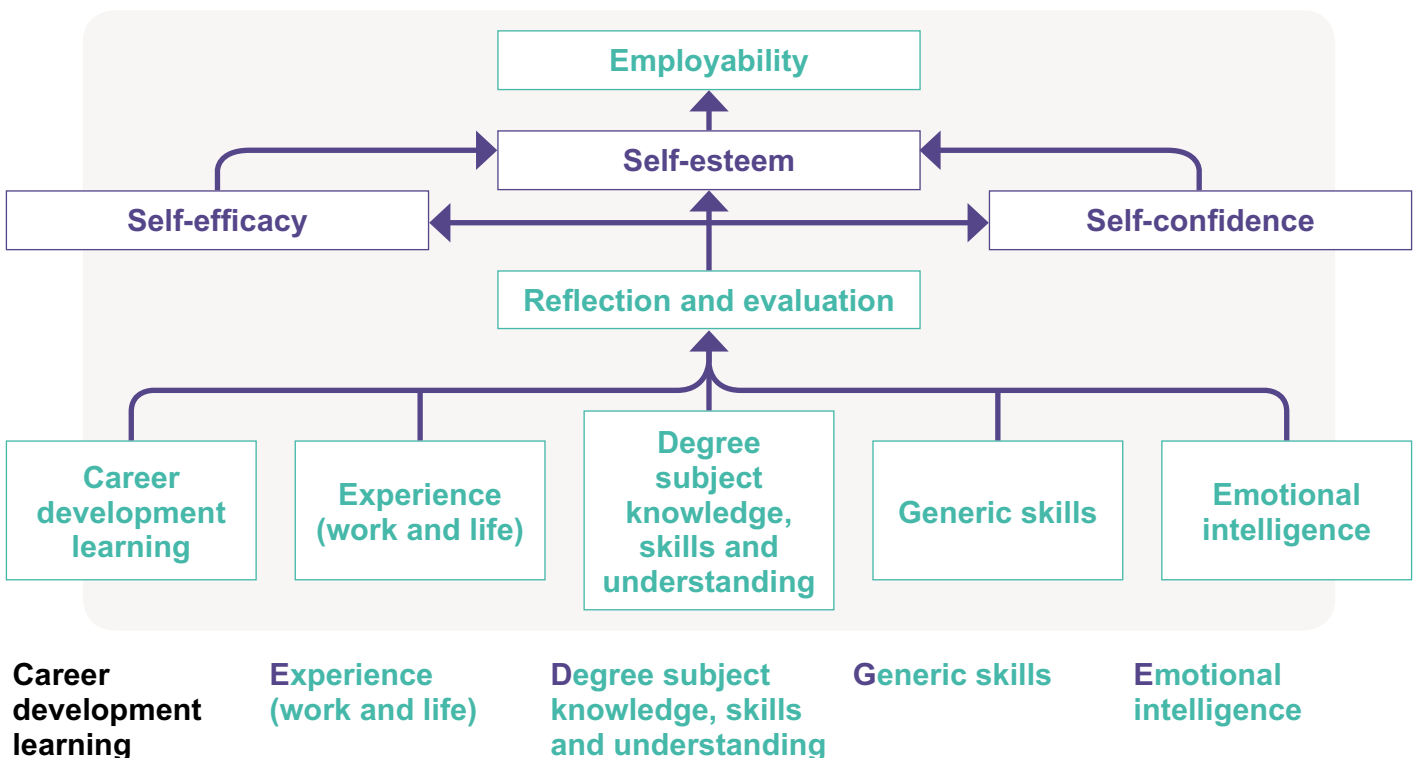 Employability
Self-esteem
Self-efficacy
Self-confidence
Reflection and evaluation
Career
development
learning
Experience
(work and life)
Degree
subject
knowledge,
skills and
understanding
Generic skills
Emotional
intelligence
Career
development
learning
Experience
(work and life)
Degree subject
knowledge, skills
and understanding
Generic skills
Emotional
intelligence